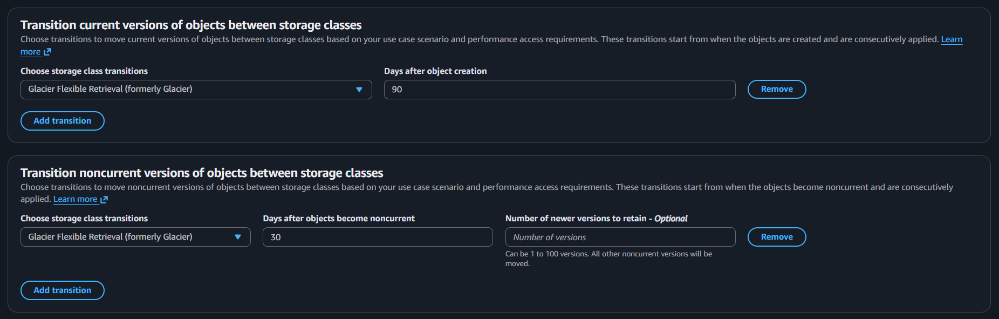 Transition current versions of objects between storage classes
Choose transitions to move current versions of objects between storage classes based on your use case scenario and performance access requirements. These transitions start from when the objects are created and are consecutively applied. Learn
more
Choose storage class transitions
Days after object creation
Glacier Flexible Retrieval (formerly Glacier)
90
Remove
Add transition
Transition noncurrent versions of objects between storage classes
Choose transitions to move noncurrent versions of objects between storage classes based on your use case scenario and performance access requirements. These transitions start from when the objects become noncurrent and are consecutively
applied. Learn more
Choose storage class transitions
Days after objects become noncurrent
Number of newer versions to retain - Optional
Glacier Flexible Retrieval (formerly Glacier)
30
Number of versions
Remove
Can be 1 to 100 versions. All other noncurrent versions will be
moved.
Add transition